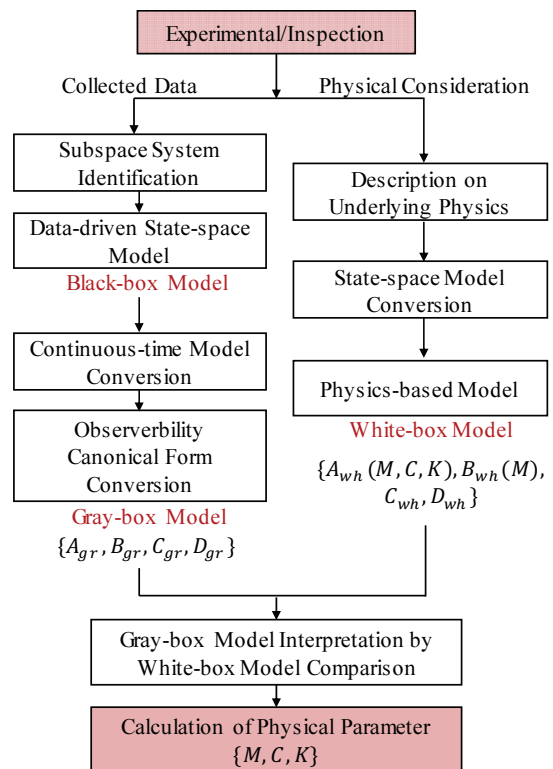 Experimental/Inspection
Collected Data
Physical Consideration
Subspace System
Identification
Data-driven State-space
Model
Black-box Model
Continuous-time Model
Conversion
Observerbility
Canonical Form
Conversion
Gray-box Model
{A_gr, B_gr, C_gr, D_gr}
Description on
Underlying Physics
State-space Model
Conversion
Physics-based Model
White-box Model
{A_wh(M, C, K), B_wh(M),
C_wh, D_wh}
Gray-box Model Interpretation by
White-box Model Comparison
Calculation of Physical Parameter
{M, C, K}